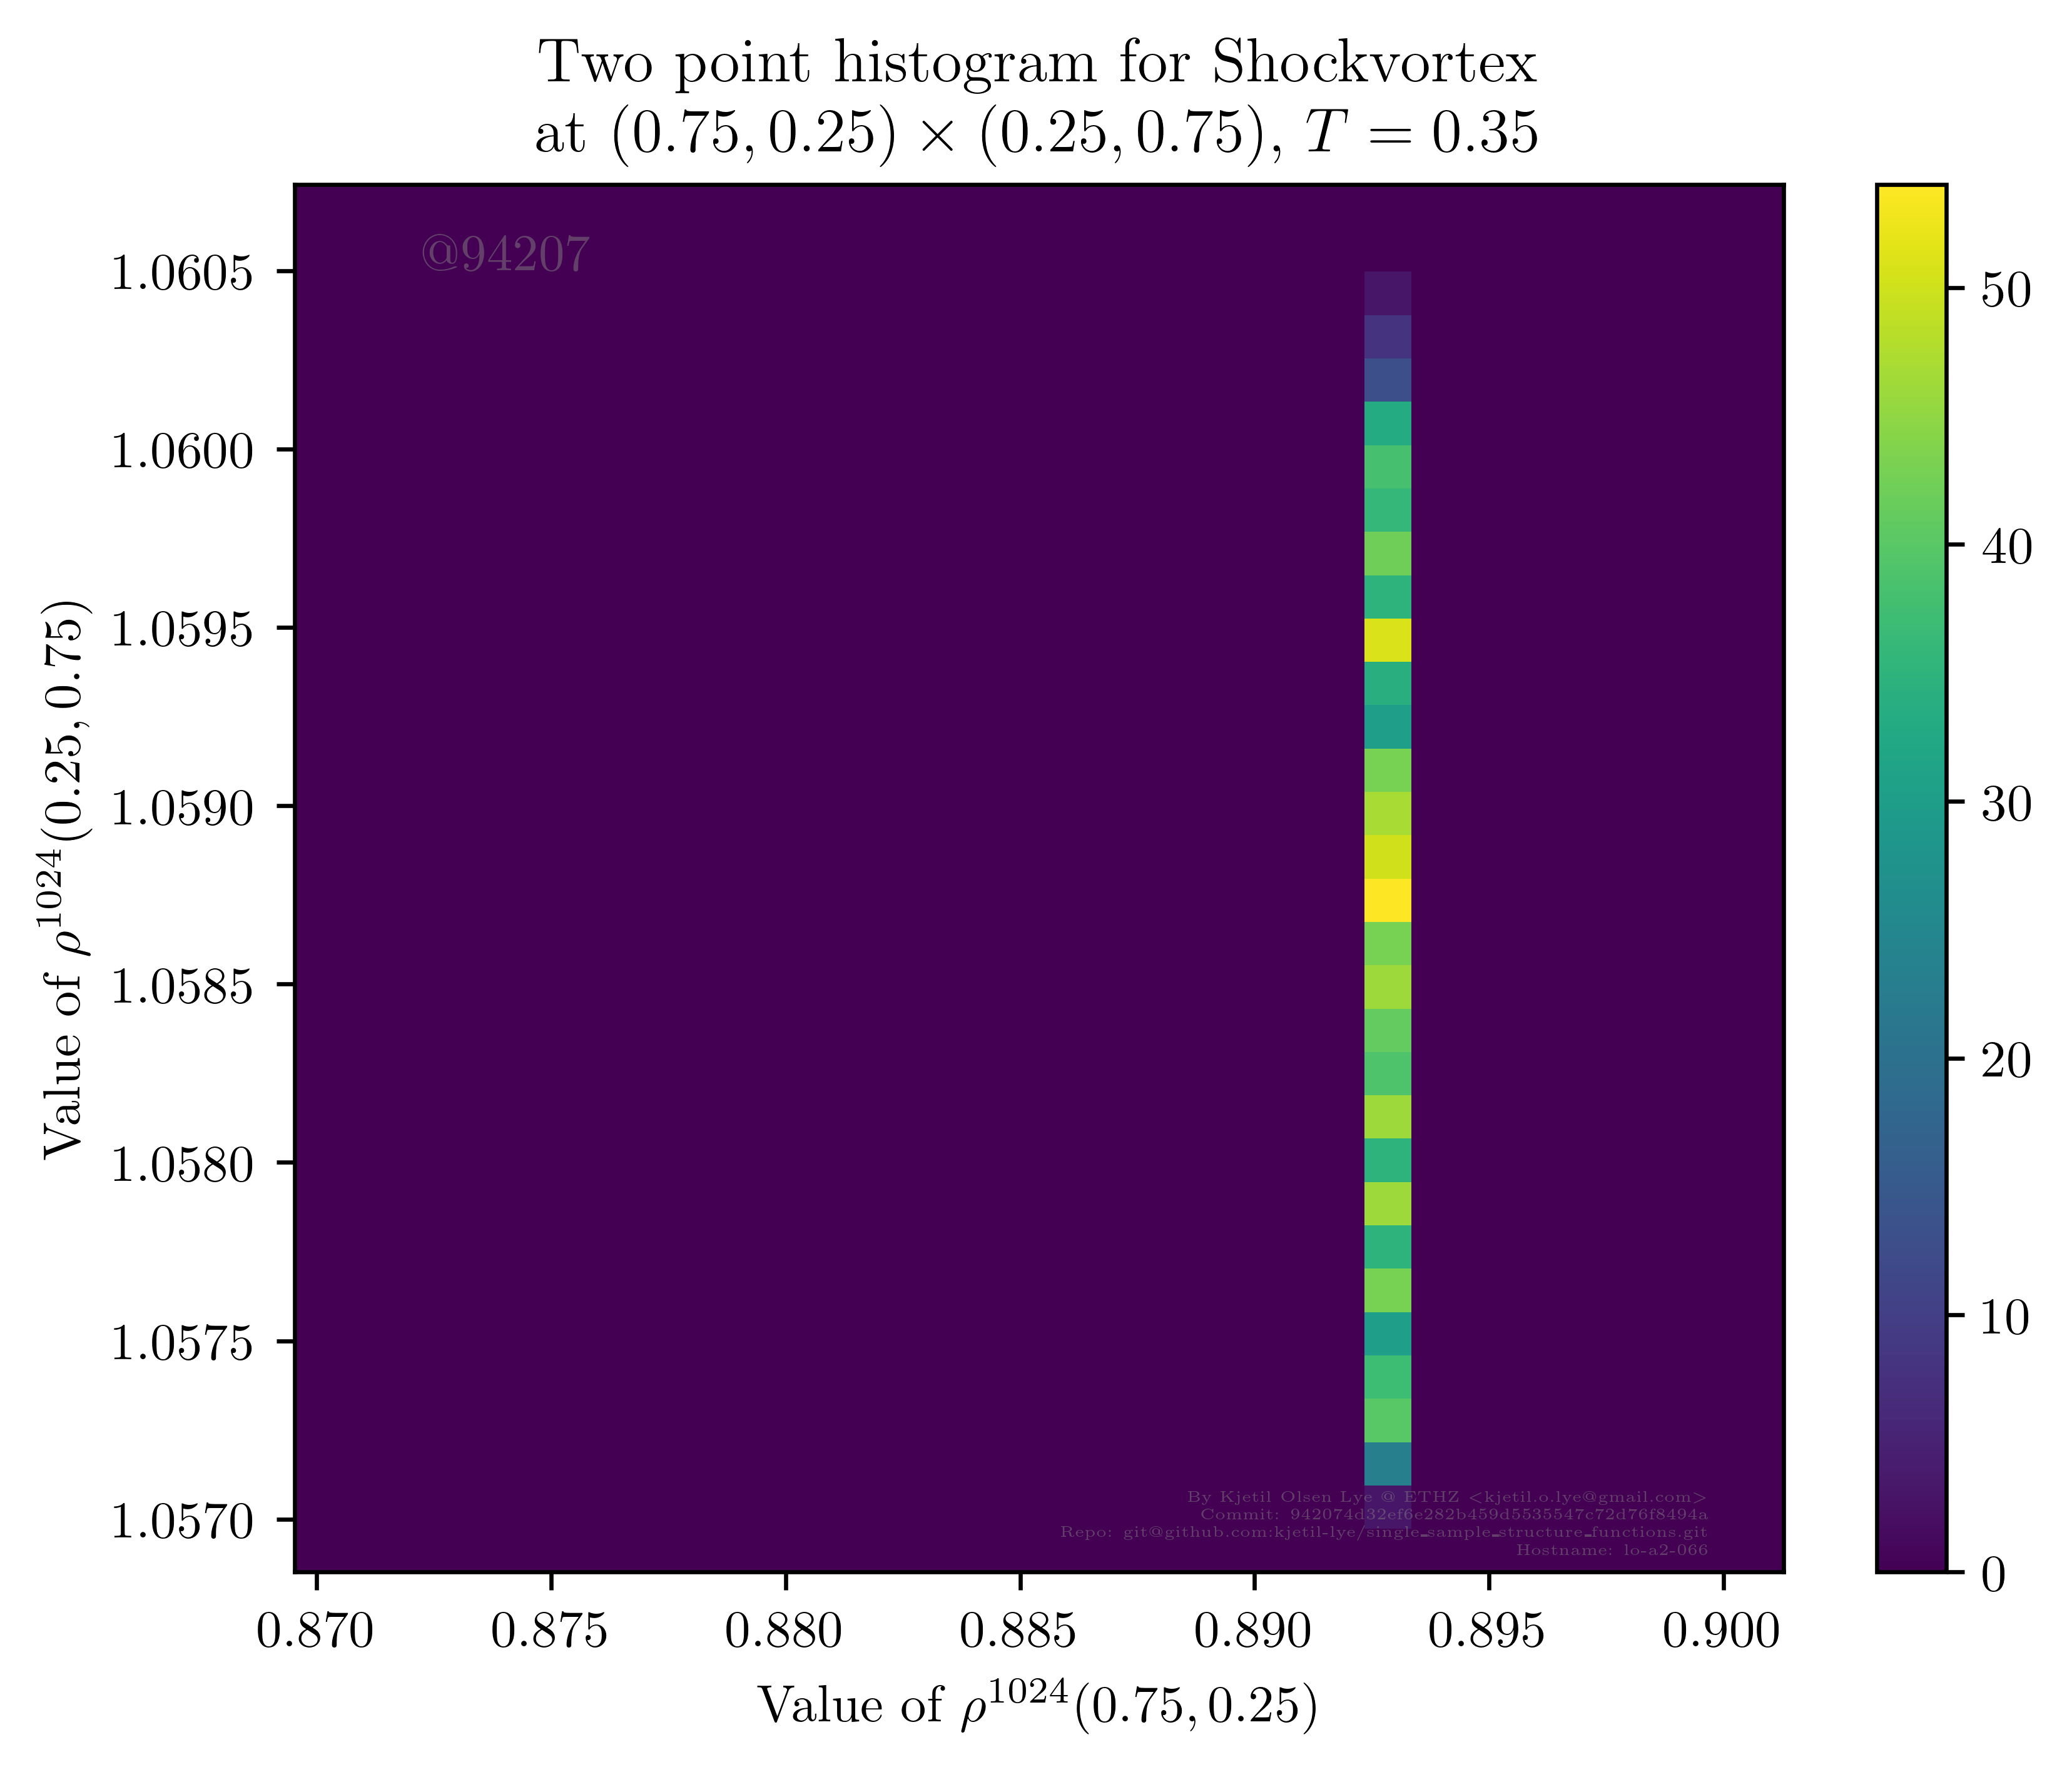 Two point histogram for Shockvortex
at (0.75, 0.25) × (0.25, 0.75), T = 0.35
@94207
1.0605
1.0600
1.0595
1.0590
1.0585
1.0580
1.0575
1.0570
Value of ρ^1024(0.25, 0.75)
50
40
30
20
10
0
By Kjetil Olsen Lye @ ETHZ <kjetil.o.lye@gmail.com>
Commit: 942074d32ef6e282b459d5535547c72d76f8494a
Repo: git@github.com:kjetil-lye/single_sample_structure_functions.git
Hostname: lo-a2-066
0.870 0.875 0.880 0.885 0.890 0.895 0.900
Value of ρ^1024(0.75, 0.25)